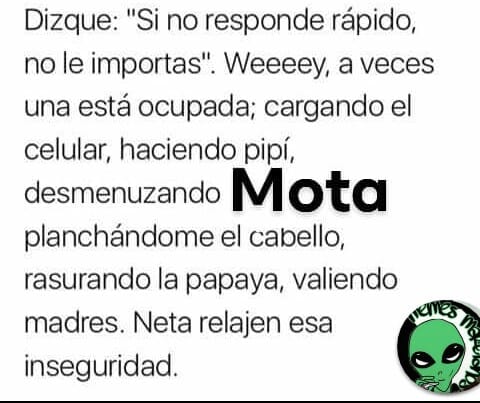 Dizque: "Si no responde rápido,
no le importas". Weeeey, a veces
una está ocupada; cargando el
celular, haciendo pipí,
desmenuzando Mota
planchándome el cabello,
rasurando la papaya, valiendo
madres. Neta relajen esa
inseguridad.
MEMES